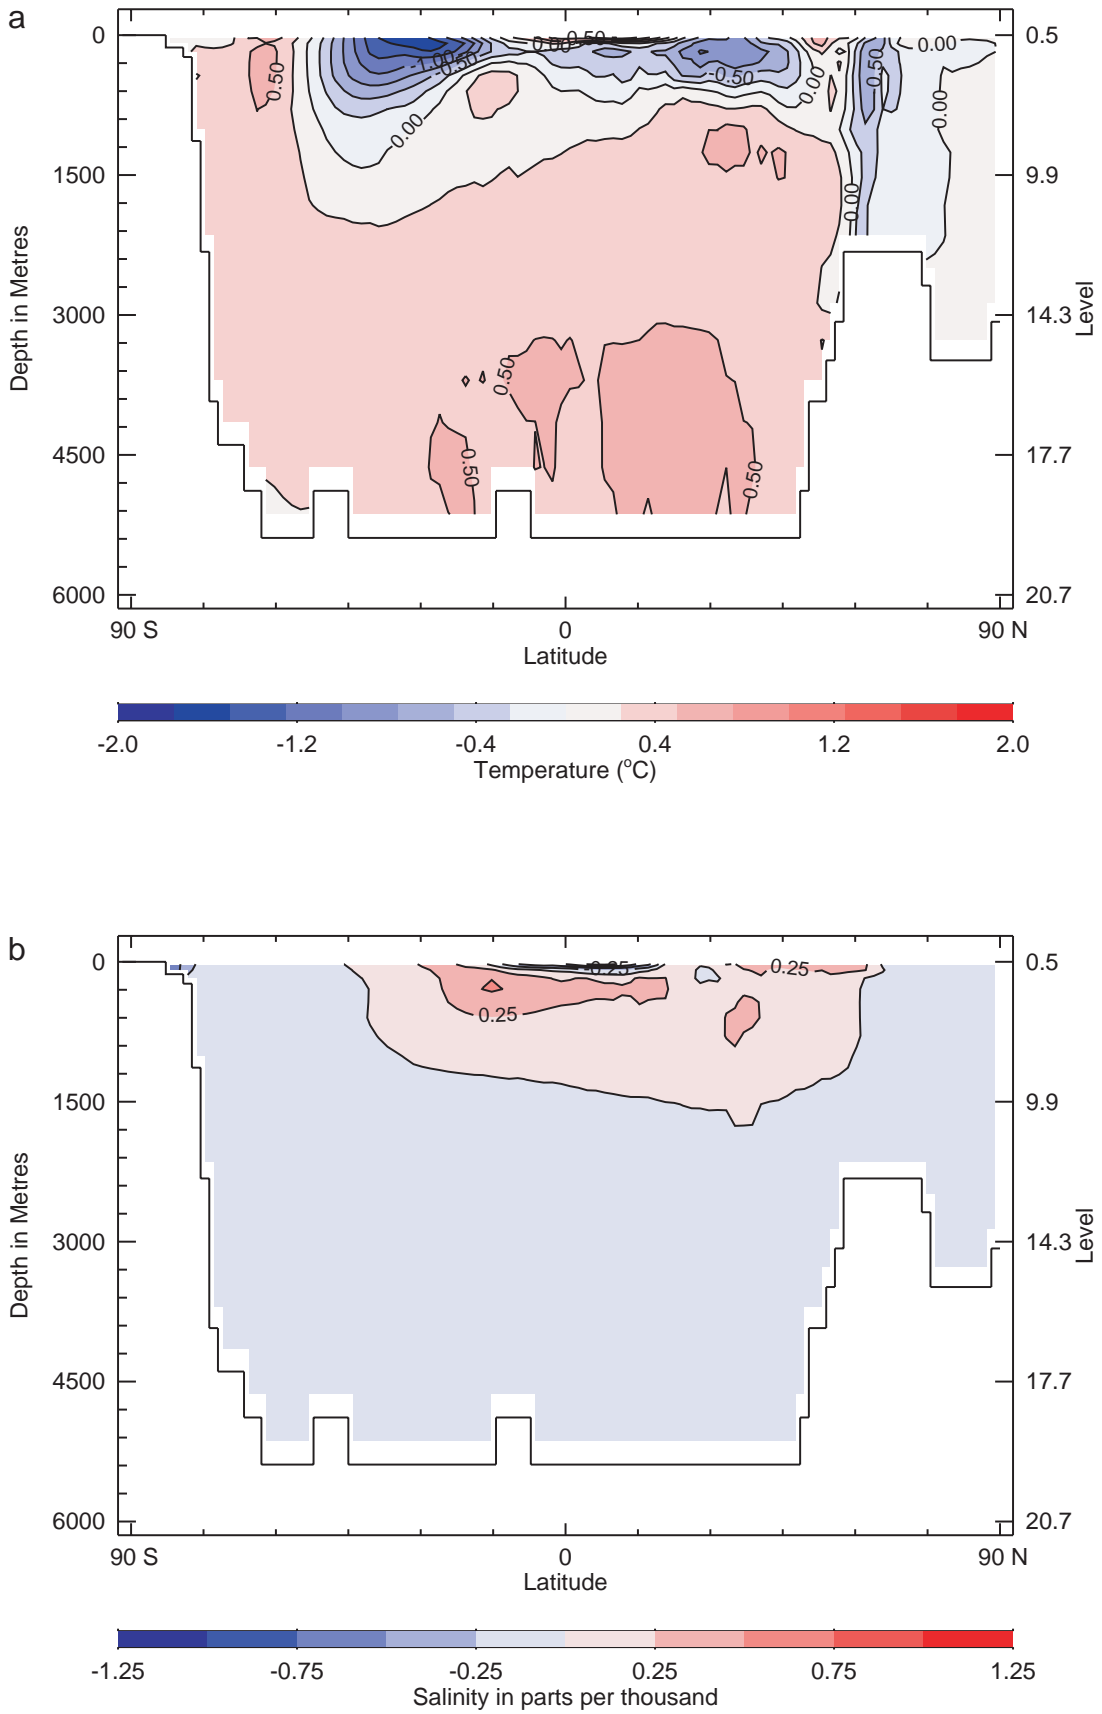 a
0 0.5
0.00 0.50 0.00
-1.00 -0.50 -0.50
0.50 0.00 0.00 0.50 0.00
1500 9.9
0.00
3000 14.3
0.50
4500 17.7
0.50 0.50
6000 20.7
Depth in Metres
Level
90 S 0 90 N
Latitude
-2.0 -1.2 -0.4 0.4 1.2 2.0
Temperature (°C)
b
0 0.5
-0.25 0.25
0.25
1500 9.9
3000 14.3
4500 17.7
6000 20.7
Depth in Metres
Level
90 S 0 90 N
Latitude
-1.25 -0.75 -0.25 0.25 0.75 1.25
Salinity in parts per thousand